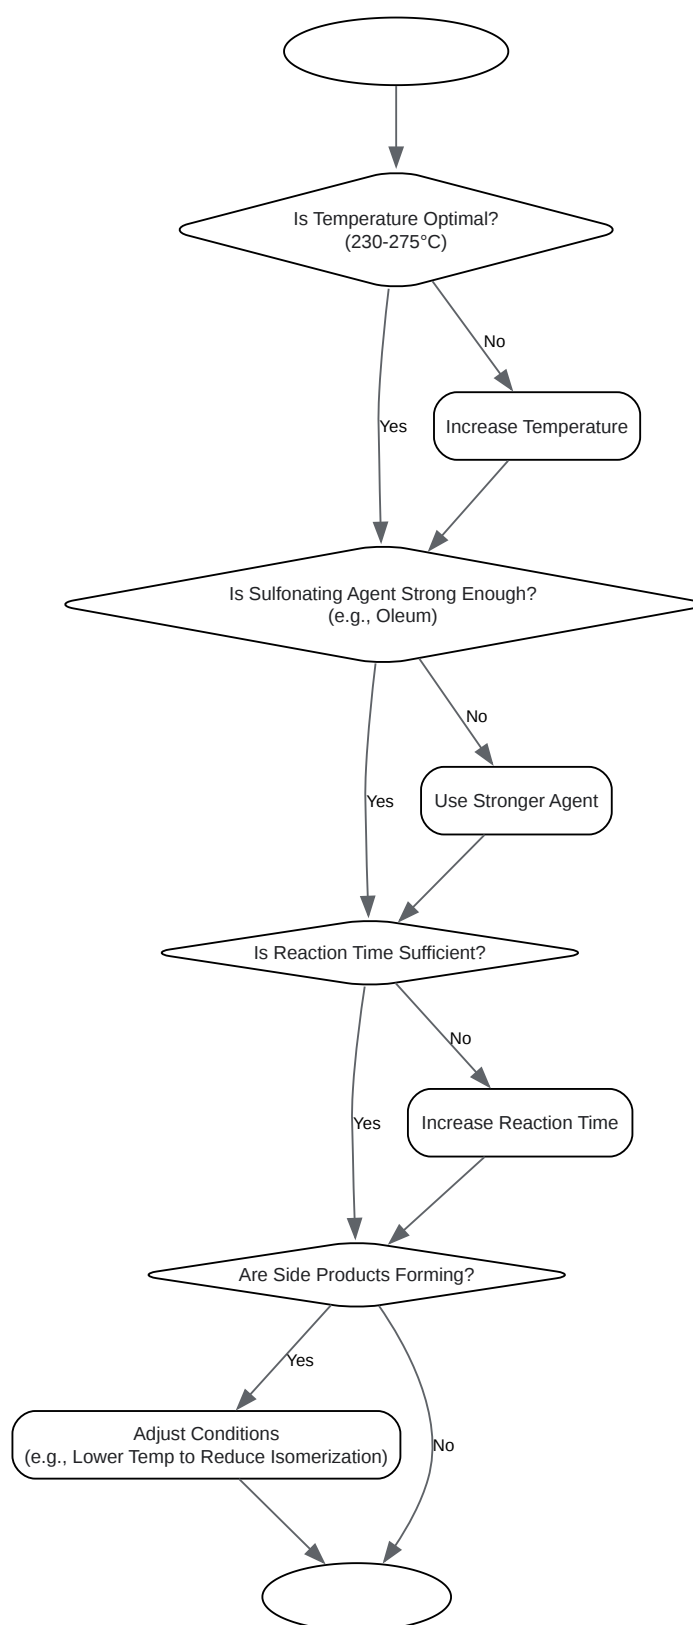 Is Temperature Optimal?
(230-275°C)
No
Yes
Increase Temperature
Is Sulfonating Agent Strong Enough?
(e.g., Oleum)
No
Yes
Use Stronger Agent
Is Reaction Time Sufficient?
No
Yes
Increase Reaction Time
Are Side Products Forming?
Yes
Adjust Conditions
(e.g., Lower Temp to Reduce Isomerization)
No